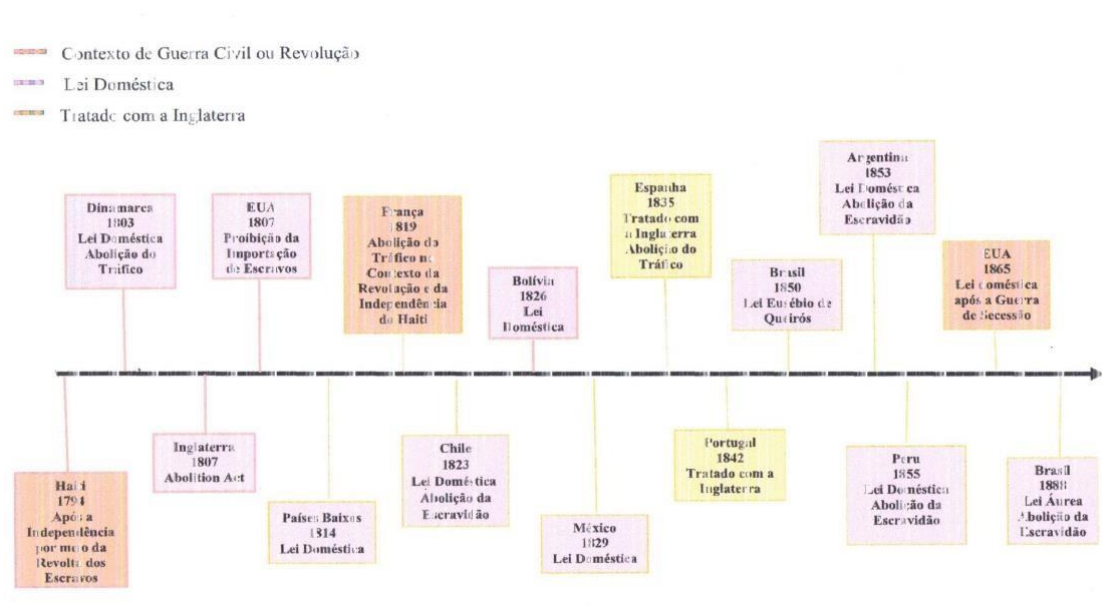 Contexto de Guerra Civil ou Revolução
Lei Doméstica
Tratado com a Inglaterra
Dinamarca
1803
Lei Doméstica
Abolição do
Tráfico
EUA
1807
Proibição da
Importação
de Escravos
França
1819
Abolição do
Tráfico no
Contexto da
Revolução e da
Independência
do Haiti
Bolívia
1826
Lei
Doméstica
Espanha
1835
Tratado com
a Inglaterra
Abolição do
Tráfico
Brasil
1850
Lei Eusébio de
Queirós
Argentina
1853
Lei Doméstica
Abolição da
Escravidão
EUA
1865
Lei doméstica
após a Guerra
de Secessão
Haiti
1794
Após a
Independência
por meio da
Revolta dos
Escravos
Inglaterra
1807
Abolition Act
Países Baixos
1814
Lei Doméstica
Chile
1823
Lei Doméstica
Abolição da
Escravidão
México
1829
Lei Doméstica
Portugal
1842
Tratado com a
Inglaterra
Peru
1855
Lei Doméstica
Abolição da
Escravidão
Brasil
1888
Lei Áurea
Abolição da
Escravidão